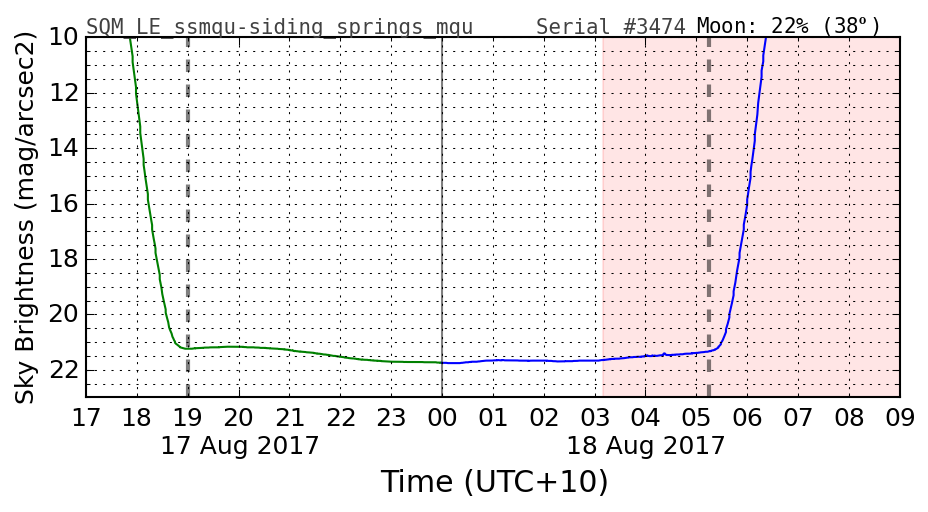 SQM_LE_ssmqu-siding_springs_mqu Serial #3474 Moon: 22% (38°)
Sky Brightness (mag/arcsec2)
10
12
14
16
18
20
22
17 18 19 20 21 22 23 00 01 02 03 04 05 06 07 08 09
17 Aug 2017 18 Aug 2017
Time (UTC+10)